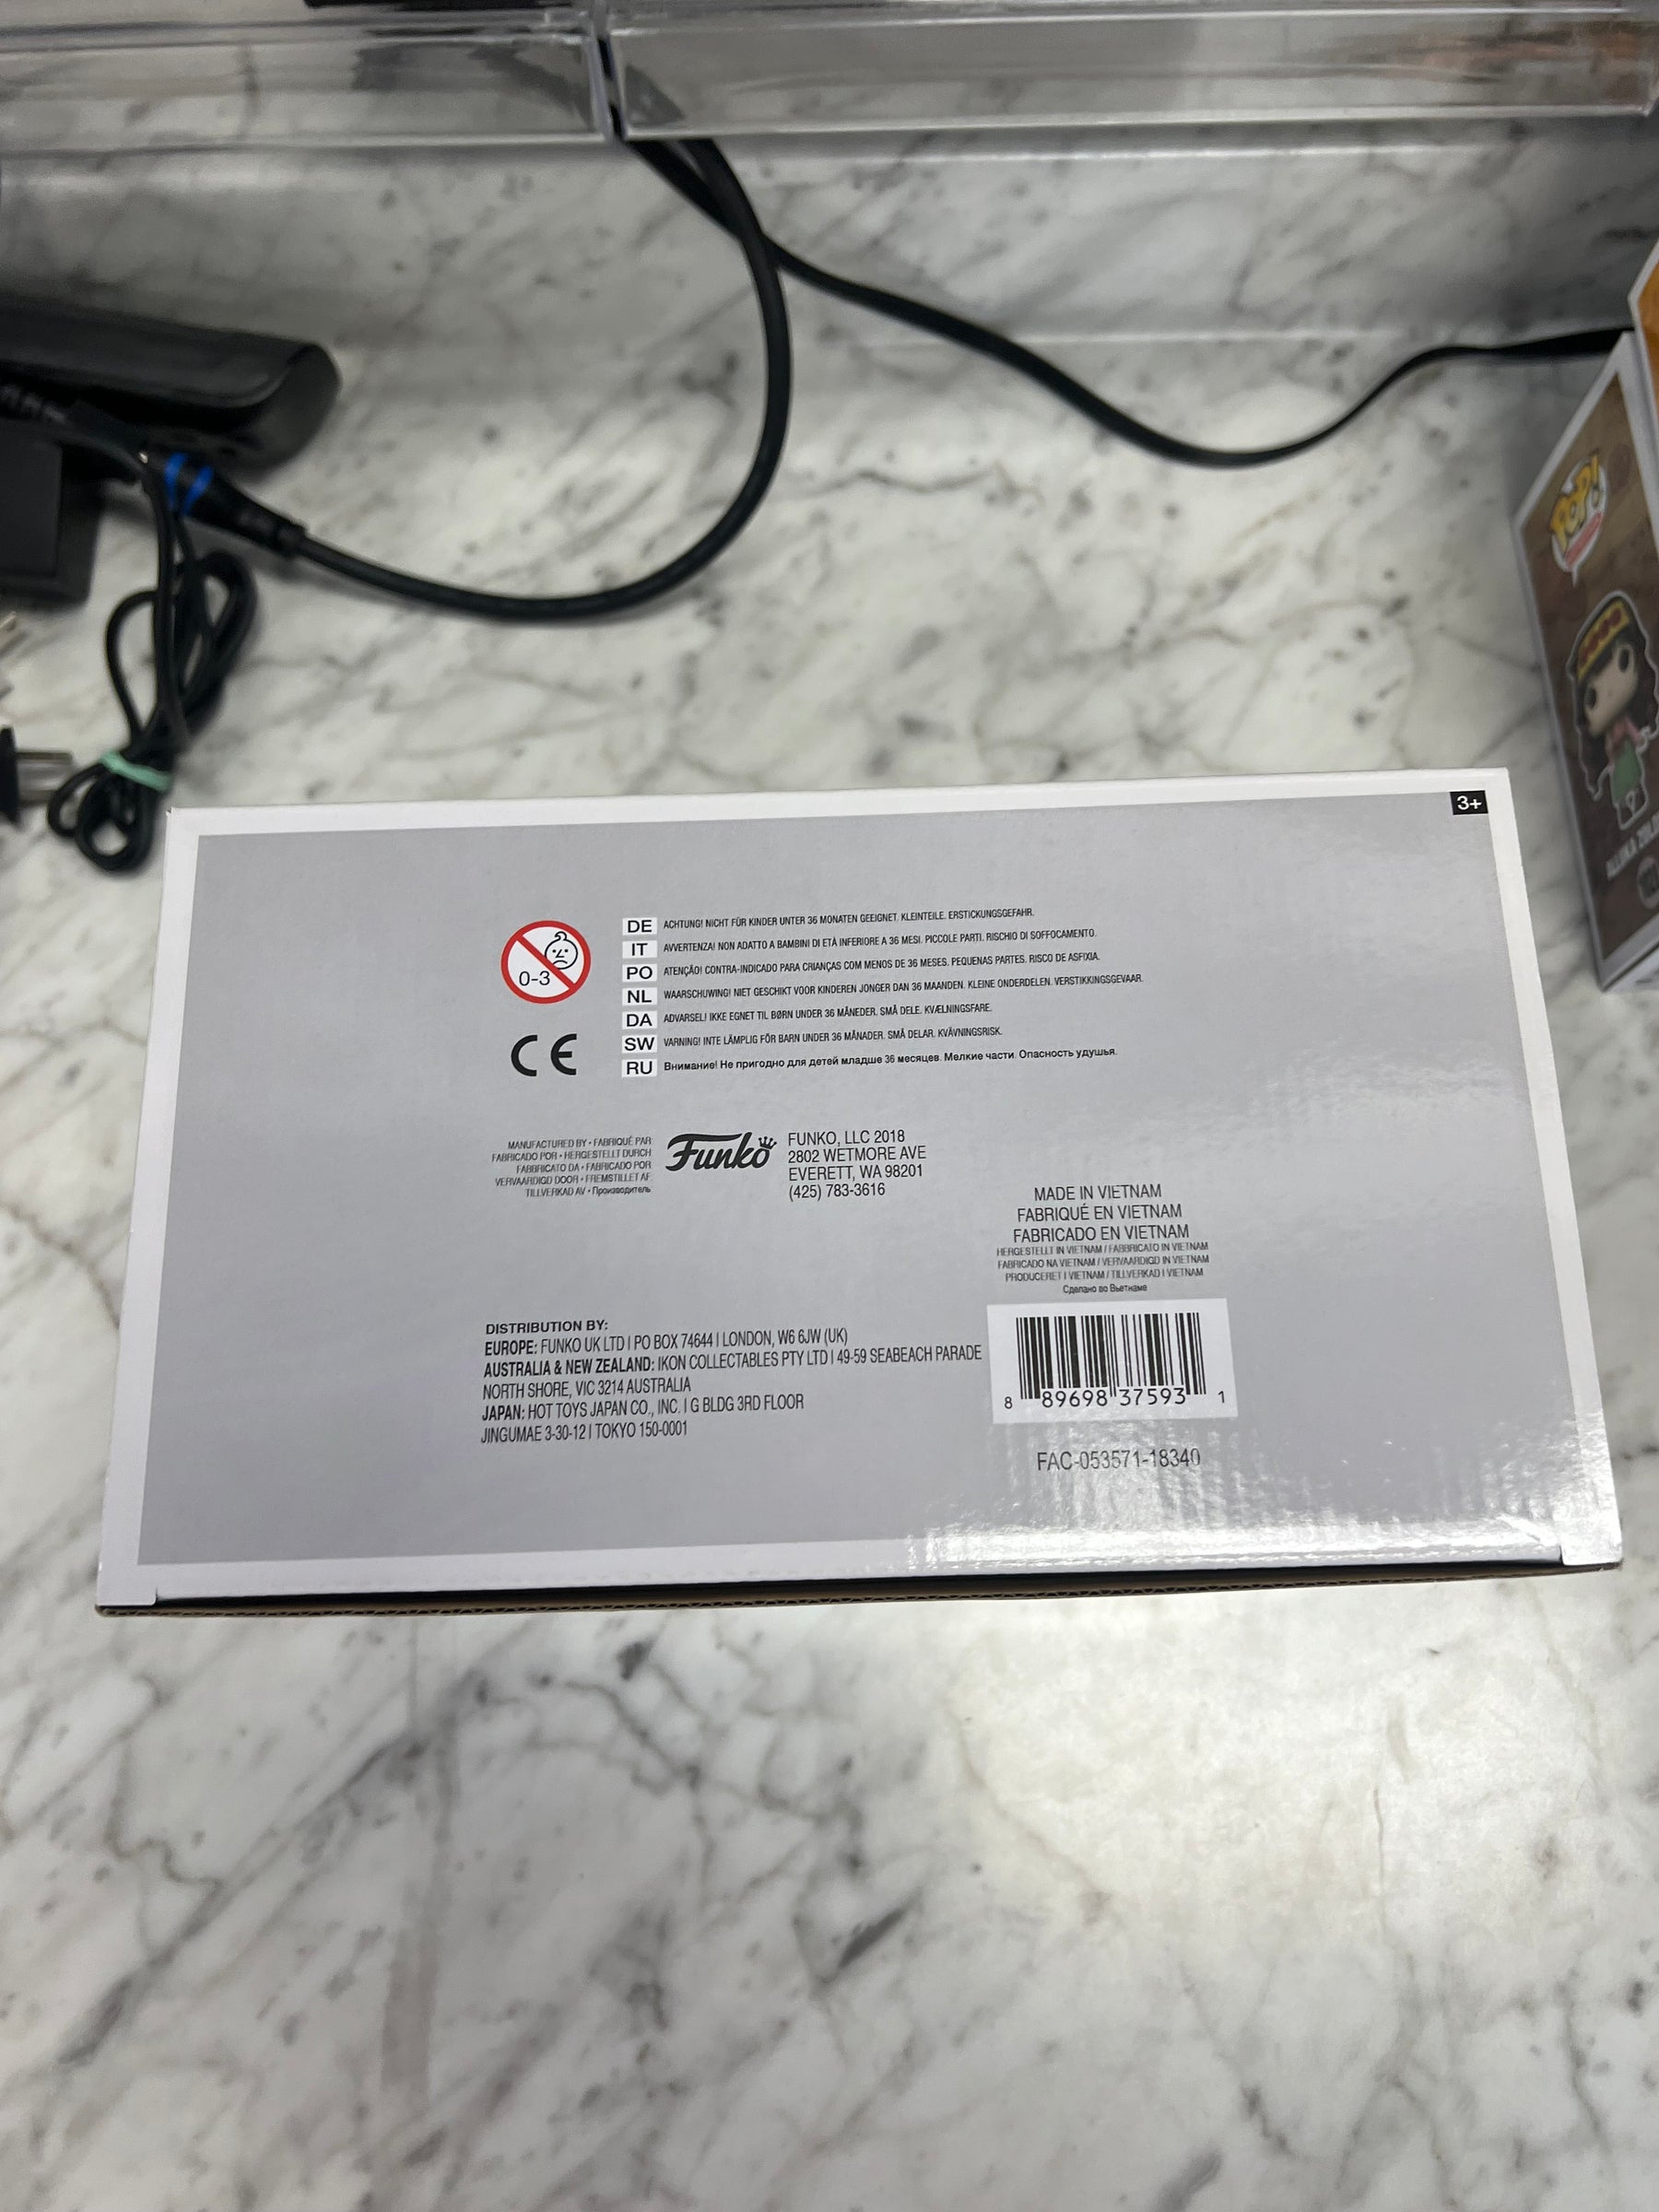 3+
0-3
DE ACHTUNG! NICHT FÜR KINDER UNTER 36 MONATEN GEEIGNET. KLEINTEILE. ERSTICKUNGSGEFAHR.
IT AVVERTENZA! NON ADATTO A BAMBINI DI ETÀ INFERIORE A 36 MESI. PICCOLE PARTI. RISCHIO DI SOFFOCAMENTO.
PO ATENÇÃO! CONTRA-INDICADO PARA CRIANÇAS COM MENOS DE 36 MESES. PEQUENAS PARTES. RISCO DE ASFIXIA.
NL WAARSCHUWING! NIET GESCHIKT VOOR KINDEREN JONGER DAN 36 MAANDEN. KLEINE ONDERDELEN. VERSTIKKINGSGEVAAR.
DA ADVARSEL! IKKE EGNET TIL BØRN UNDER 36 MÅNEDER. SMÅ DELE. KVÆLNINGSFARE.
SW VARNING! INTE LÄMPLIG FÖR BARN UNDER 36 MÅNADER. SMÅ DELAR. KVÄVNINGSRISK.
RU Внимание! Не пригодно для детей младше 36 месяцев. Мелкие части. Опасность удушья.
CE
MANUFACTURED BY • FABRIQUÉ PAR
FABRICADO POR • HERGESTELLT DURCH
FABBRICATO DA • FABRICADO POR
VERVAARDIGD DOOR • FREMSTILLET AF
TILLVERKAD AV • Производитель
Funko
FUNKO, LLC 2018
2802 WETMORE AVE
EVERETT, WA 98201
(425) 783-3616
MADE IN VIETNAM
FABRIQUÉ EN VIETNAM
FABRICADO EN VIETNAM
HERGESTELLT IN VIETNAM / FABBRICATO IN VIETNAM
FABRICADO NA VIETNAM / VERVAARDIGD IN VIETNAM
PRODUCERET I VIETNAM / TILLVERKAD I VIETNAM
Сделано во Вьетнаме
DISTRIBUTION BY:
EUROPE: FUNKO UK LTD | PO BOX 74644 | LONDON, W6 6JW (UK)
AUSTRALIA & NEW ZEALAND: IKON COLLECTABLES PTY LTD | 49-59 SEABEACH PARADE
NORTH SHORE, VIC 3214 AUSTRALIA
JAPAN: HOT TOYS JAPAN CO., INC. | G BLDG 3RD FLOOR
JINGUMAE 3-30-12 | TOKYO 150-0001
8 89698 37593 1
FAC-053571-18340
POP!